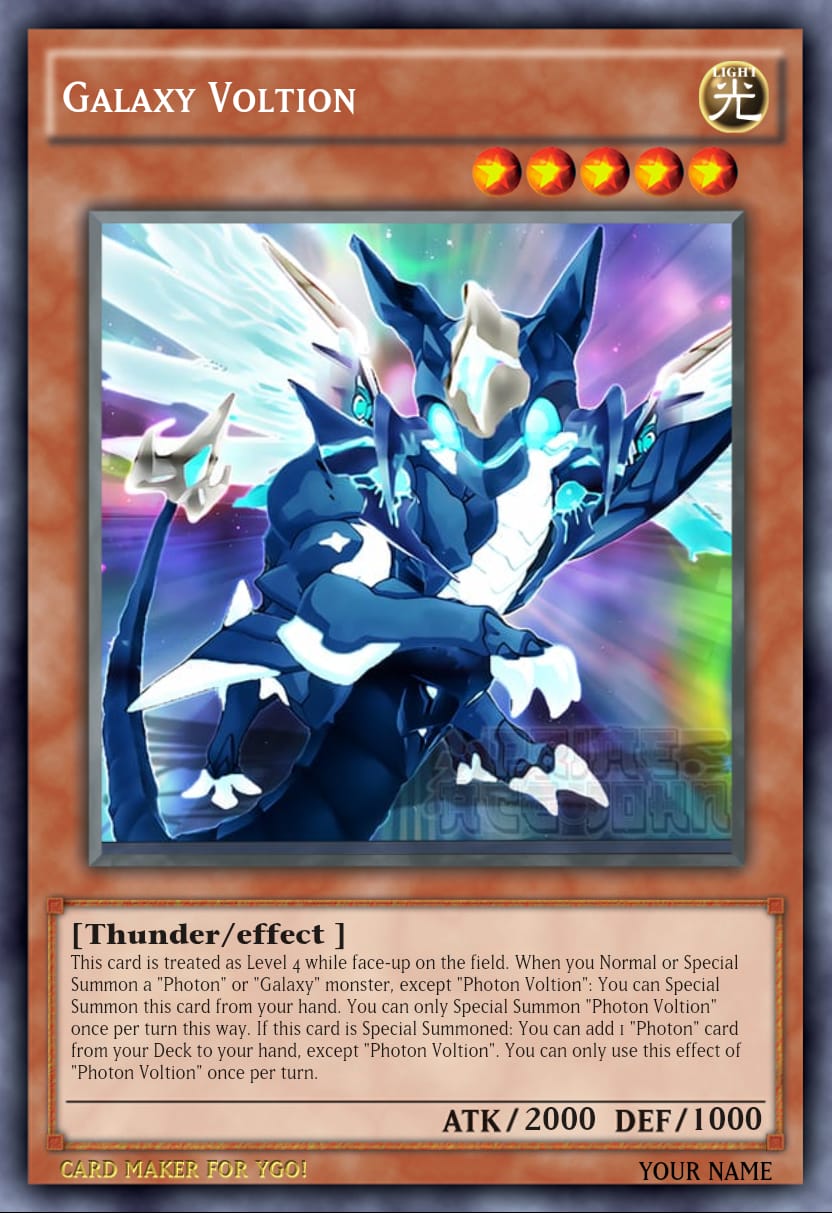 Galaxy Voltion
LIGHT
光
[Thunder/effect ]
This card is treated as Level 4 while face-up on the field. When you Normal or Special
Summon a "Photon" or "Galaxy" monster, except "Photon Voltion": You can Special
Summon this card from your hand. You can only Special Summon "Photon Voltion"
once per turn this way. If this card is Special Summoned: You can add 1 "Photon" card
from your Deck to your hand, except "Photon Voltion". You can only use this effect of
"Photon Voltion" once per turn.
ATK/2000 DEF/1000
CARD MAKER FOR YGO!
YOUR NAME